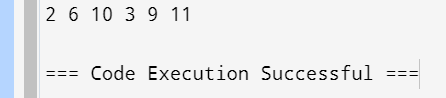 2 6 10 3 9 11
=== Code Execution Successful ===